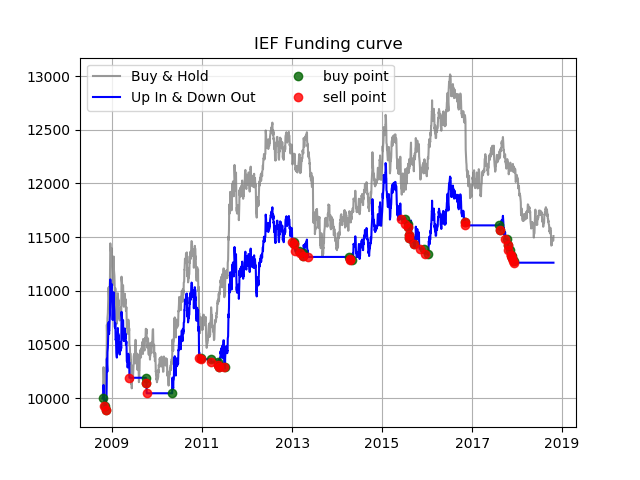 IEF Funding curve
Buy & Hold
Up In & Down Out
buy point
sell point
13000
12500
12000
11500
11000
10500
10000
2009 2011 2013 2015 2017 2019